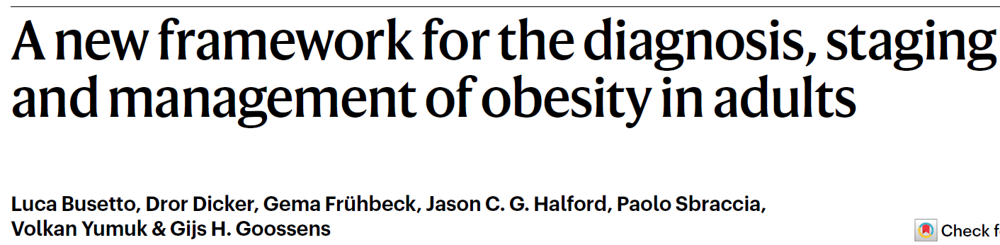 A new framework for the diagnosis, staging
and management of obesity in adults
Luca Busetto, Dror Dicker, Gema Frühbeck, Jason C. G. Halford, Paolo Sbraccia,
Volkan Yumuk & Gijs H. Goossens
Check f